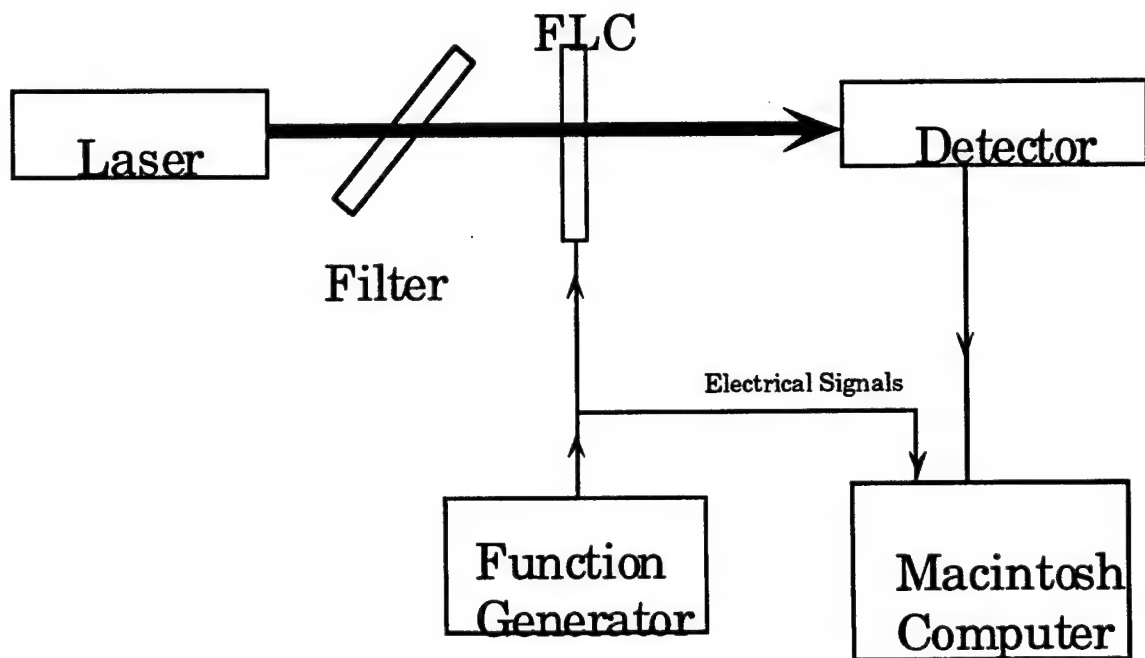 FLC
Laser
Detector
Filter
Electrical Signals
Function
Generator
Macintosh
Computer